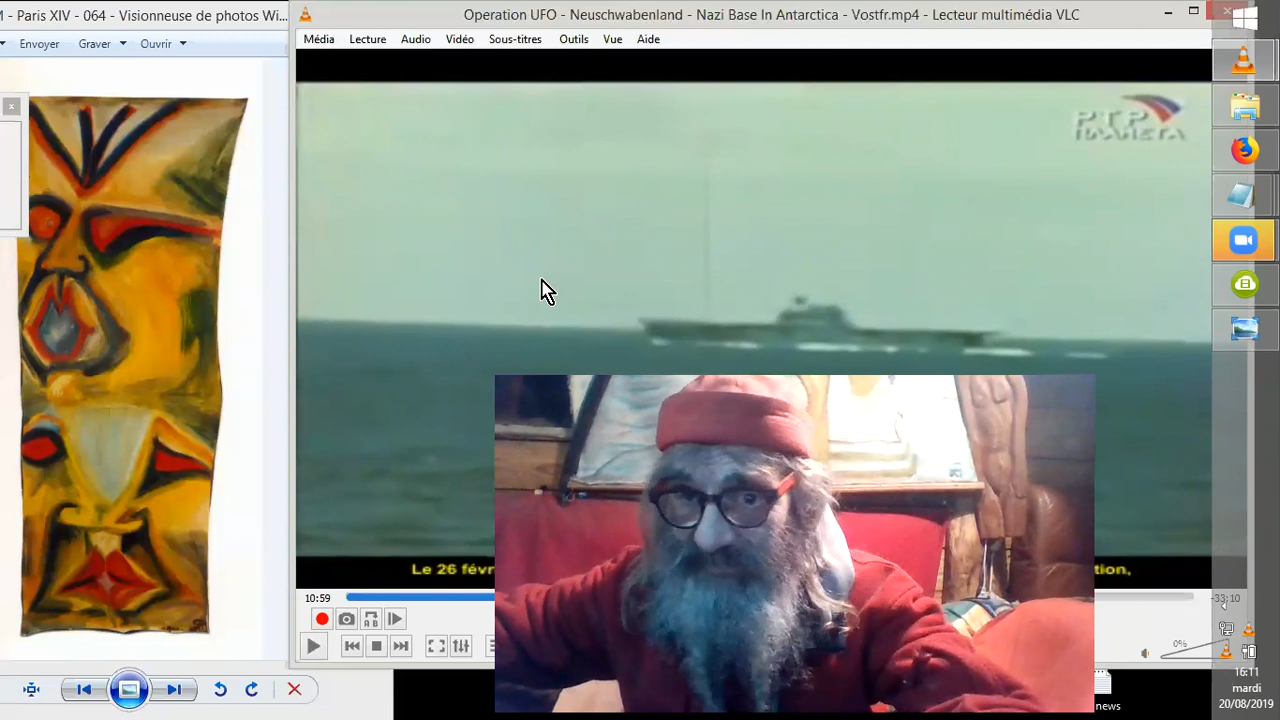 M - Paris XIV - 064 - Visionneuse de photos Wi...
Envoyer Graver Ouvrir
Operation UFO - Neuschwabenland - Nazi Base In Antarctica - Vostfr.mp4 - Lecteur multimédia VLC
Média Lecture Audio Vidéo Sous-titres Outils Vue Aide
РТР
ПЛАНЕТА
Le 26 févr
tion,
10:59
-33:10
A B
0%
news
16:11
mardi
20/08/2019